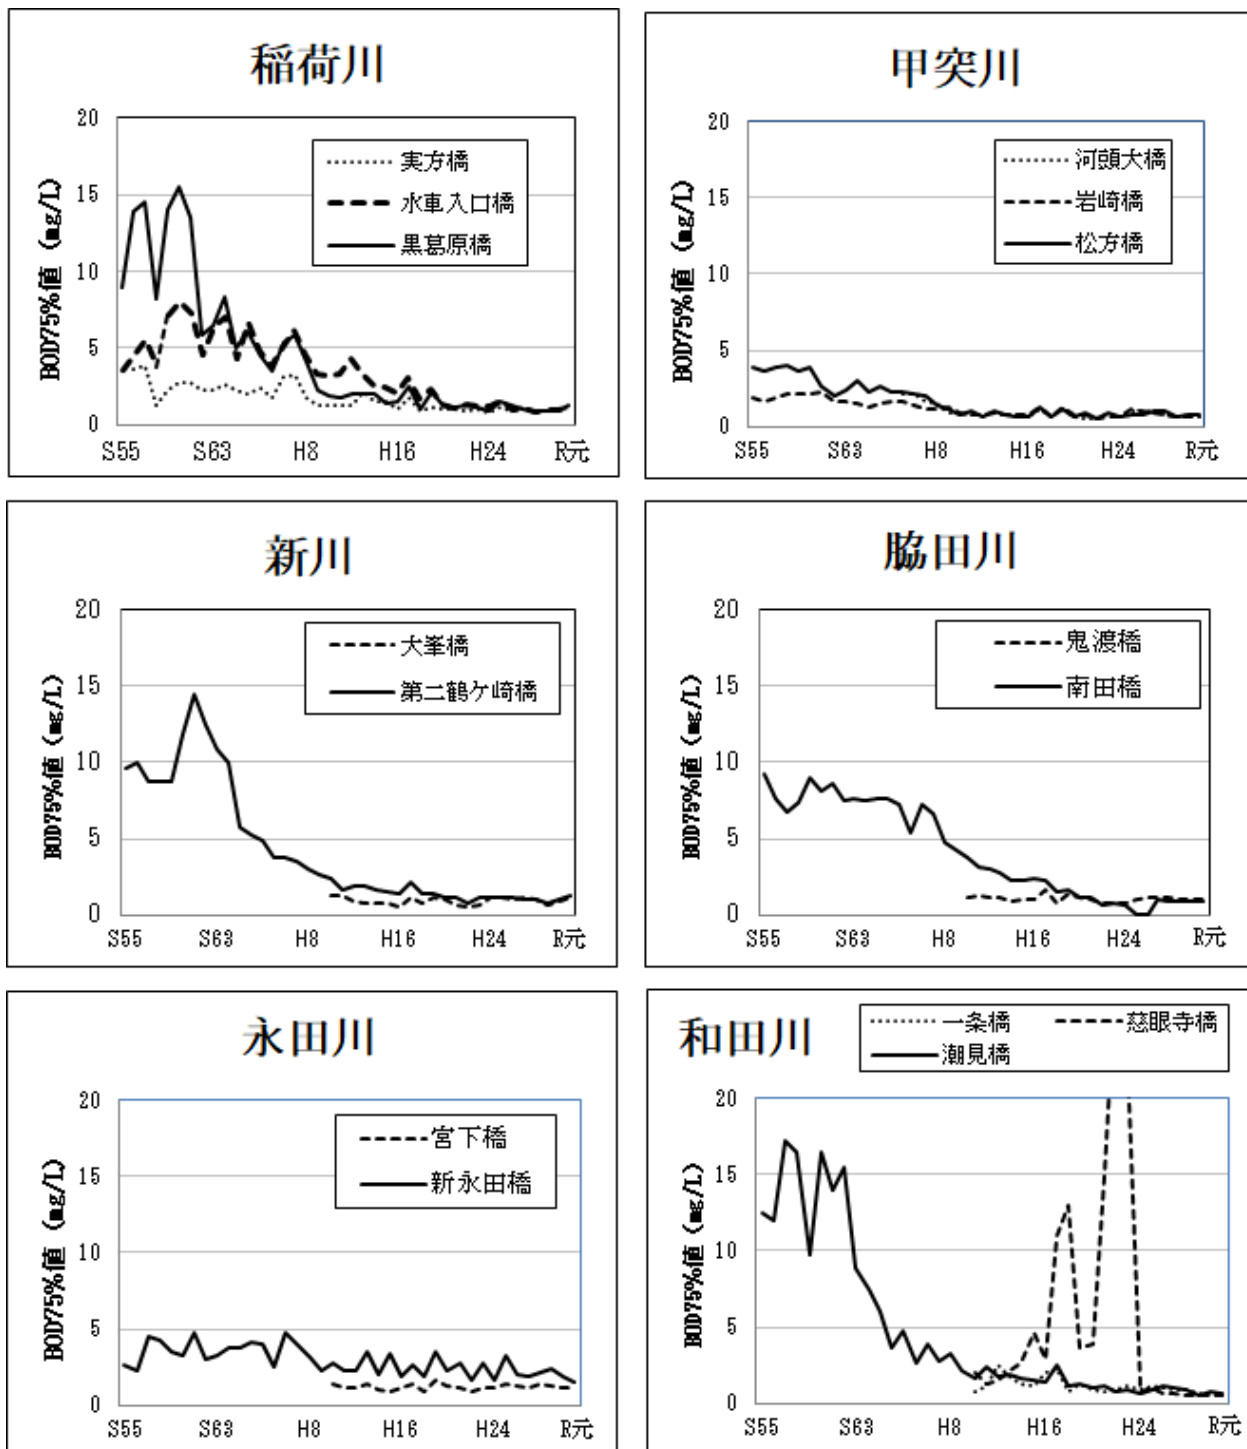 稲荷川
BOD75%値 (mg/L)
20
15
10
5
0
実方橋
水車入口橋
黒葛原橋
S55 S63 H8 H16 H24 R元
甲突川
BOD75%値 (mg/L)
20
15
10
5
0
河頭大橋
岩崎橋
松方橋
S55 S63 H8 H16 H24 R元
新川
BOD75%値 (mg/L)
20
15
10
5
0
大峯橋
第二鶴ケ崎橋
S55 S63 H8 H16 H24 R元
脇田川
BOD75%値 (mg/L)
20
15
10
5
0
鬼渡橋
南田橋
S55 S63 H8 H16 H24 R元
永田川
BOD75%値 (mg/L)
20
15
10
5
0
宮下橋
新永田橋
S55 S63 H8 H16 H24 R元
和田川
一条橋 慈眼寺橋
潮見橋
BOD75%値 (mg/L)
20
15
10
5
0
S55 S63 H8 H16 H24 R元